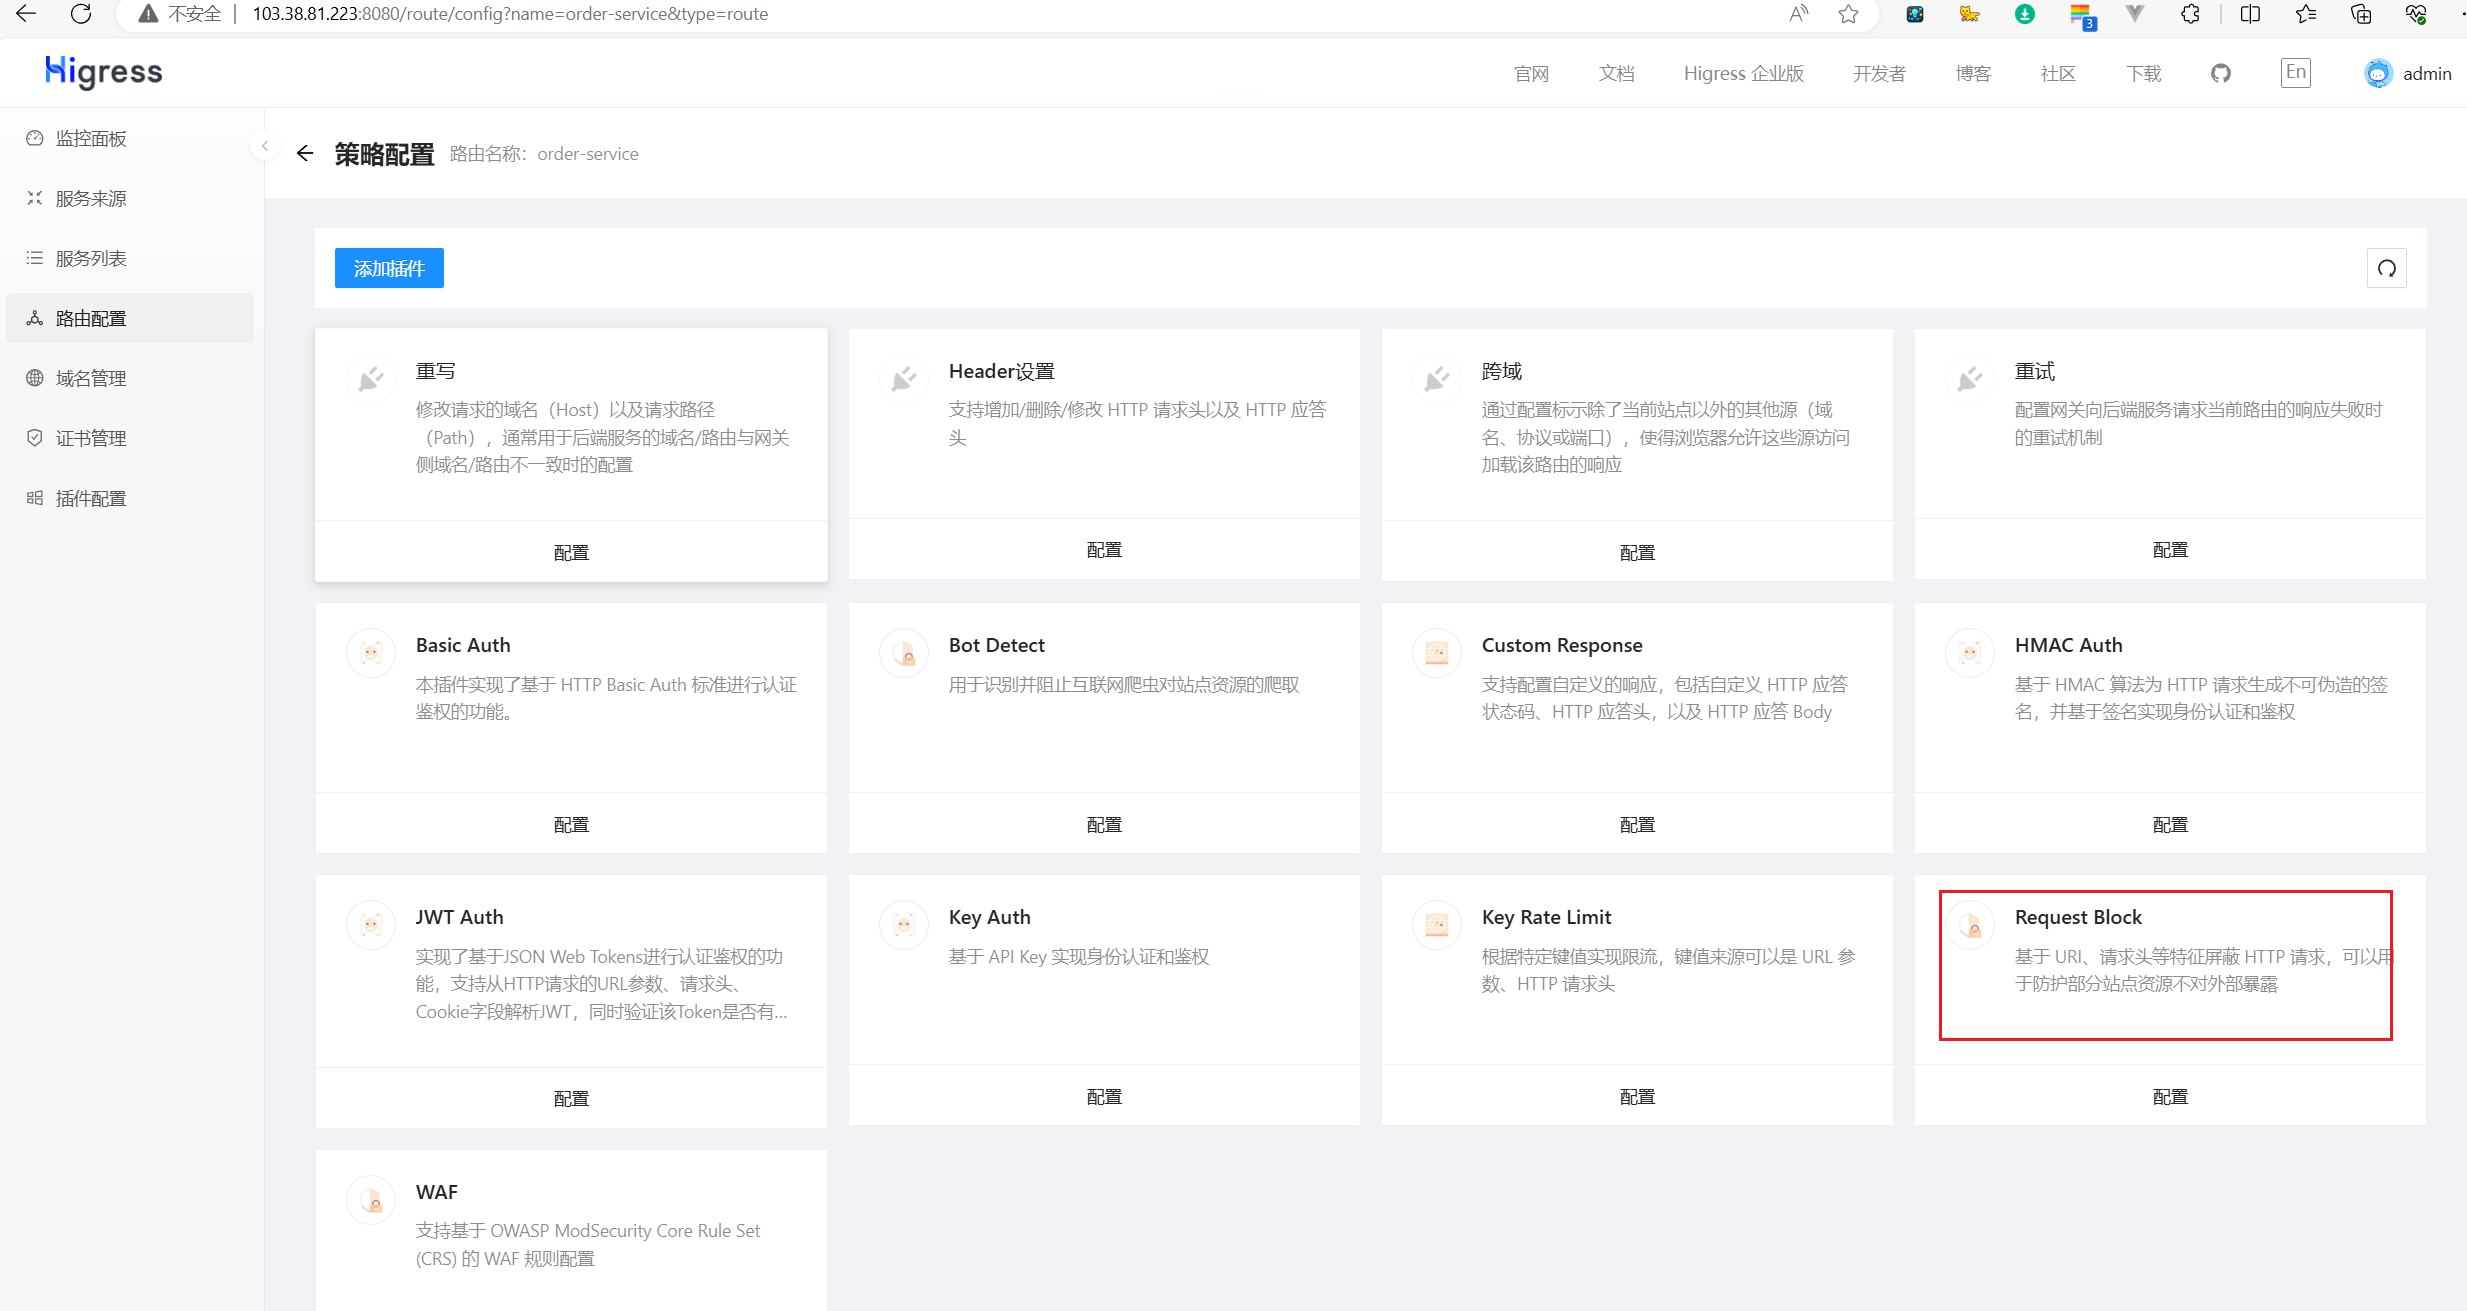 不安全 | 103.38.81.223:8080/route/config?name=order-service&type=route
3
Higress
官网 文档 Higress 企业版 开发者 博客 社区 下载 En admin
监控面板
服务来源
服务列表
路由配置
域名管理
证书管理
插件配置
策略配置 路由名称: order-service
添加插件
重写
修改请求的域名（Host）以及请求路径
（Path），通常用于后端服务的域名/路由与网关
侧域名/路由不一致时的配置
配置
Header设置
支持增加/删除/修改 HTTP 请求头以及 HTTP 应答
头
配置
跨域
通过配置标示除了当前站点以外的其他源（域
名、协议或端口），使得浏览器允许这些源访问
加载该路由的响应
配置
重试
配置网关向后端服务请求当前路由的响应失败时
的重试机制
配置
Basic Auth
本插件实现了基于 HTTP Basic Auth 标准进行认证
鉴权的功能。
配置
Bot Detect
用于识别并阻止互联网爬虫对站点资源的爬取
配置
Custom Response
支持配置自定义的响应，包括自定义 HTTP 应答
状态码、HTTP 应答头，以及 HTTP 应答 Body
配置
HMAC Auth
基于 HMAC 算法为 HTTP 请求生成不可伪造的签
名，并基于签名实现身份认证和鉴权
配置
JWT Auth
实现了基于JSON Web Tokens进行认证鉴权的功
能，支持从HTTP请求的URL参数、请求头、
Cookie字段解析JWT，同时验证该Token是否有...
配置
Key Auth
基于 API Key 实现身份认证和鉴权
配置
Key Rate Limit
根据特定键值实现限流，键值来源可以是 URL 参
数、HTTP 请求头
配置
Request Block
基于 URI、请求头等特征屏蔽 HTTP 请求，可以用
于防护部分站点资源不对外部暴露
配置
WAF
支持基于 OWASP ModSecurity Core Rule Set
(CRS) 的 WAF 规则配置